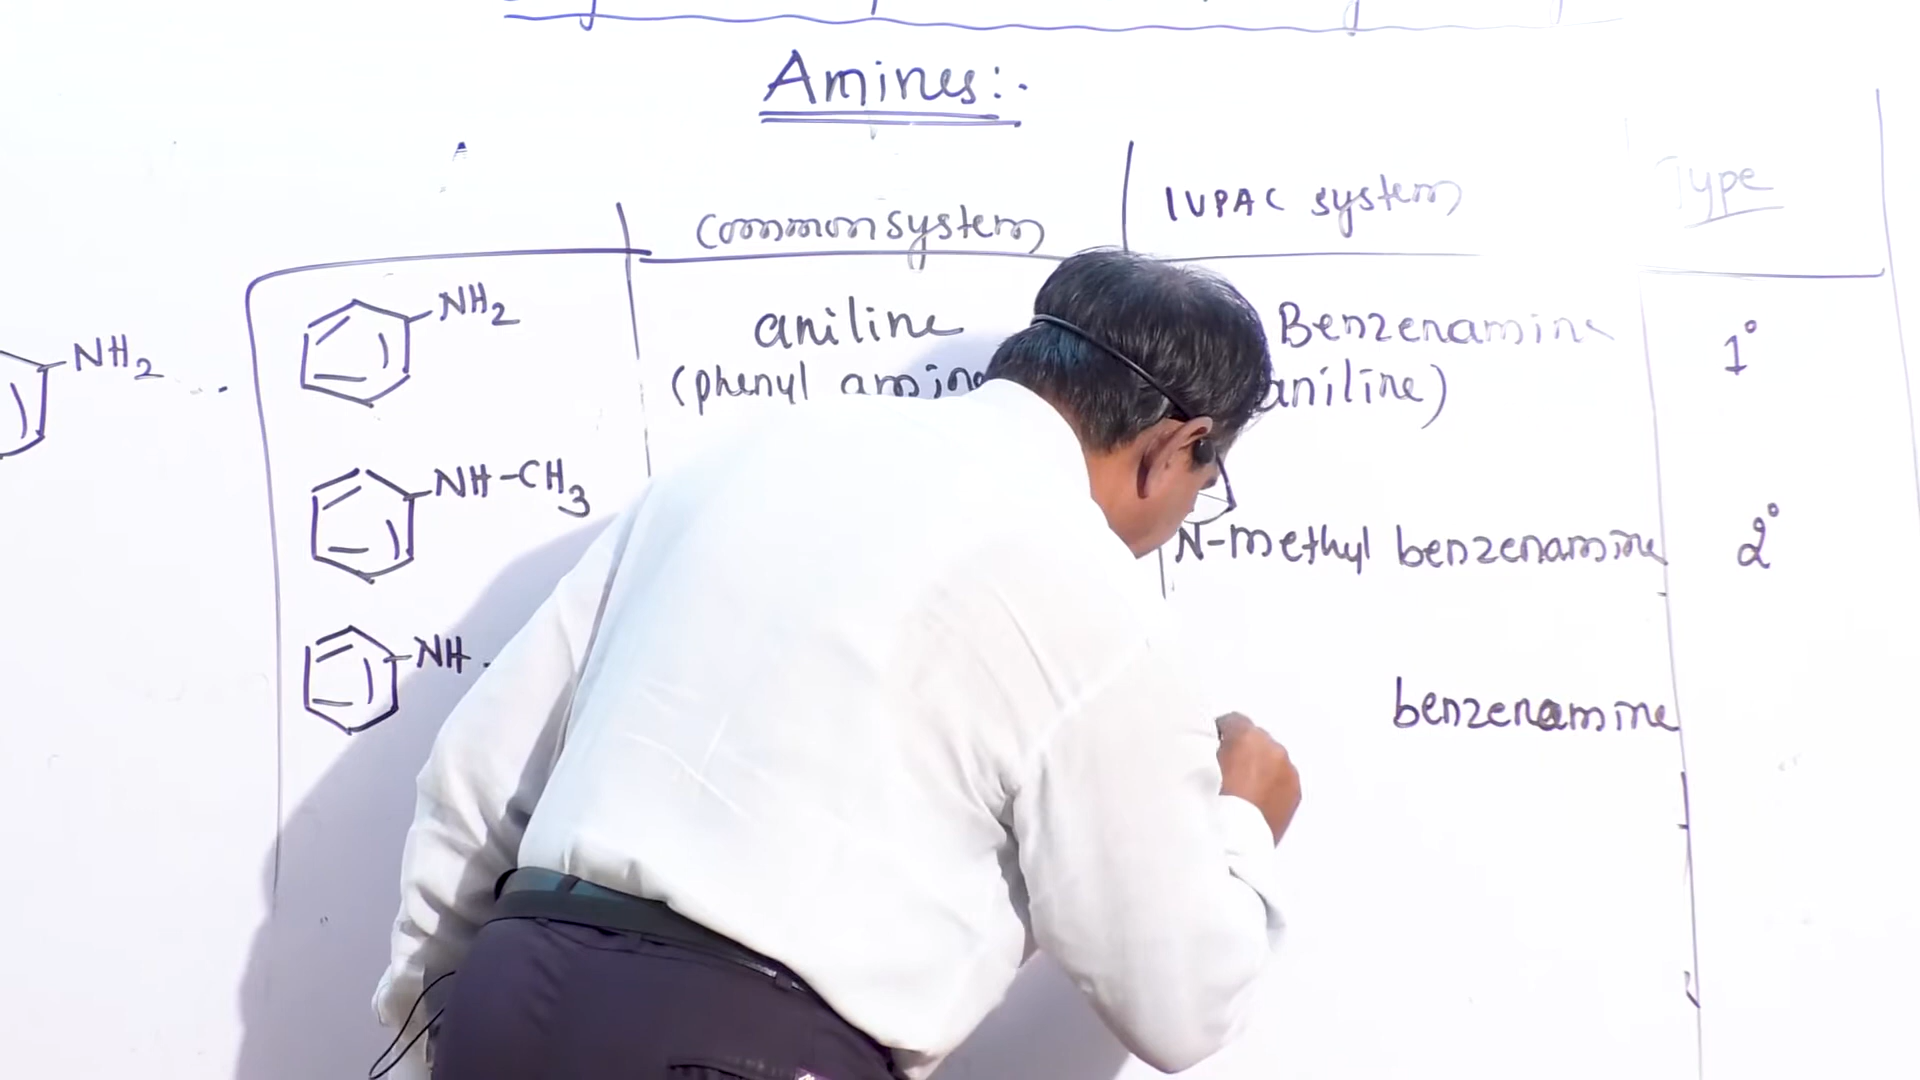 Amines:-
Common system
IUPAC system
Type
NH2
NH2
aniline
(phenyl amine
Benzenamine
aniline)
1°
NH-CH3
N-methyl benzenamine
2°
NH
benzenamine